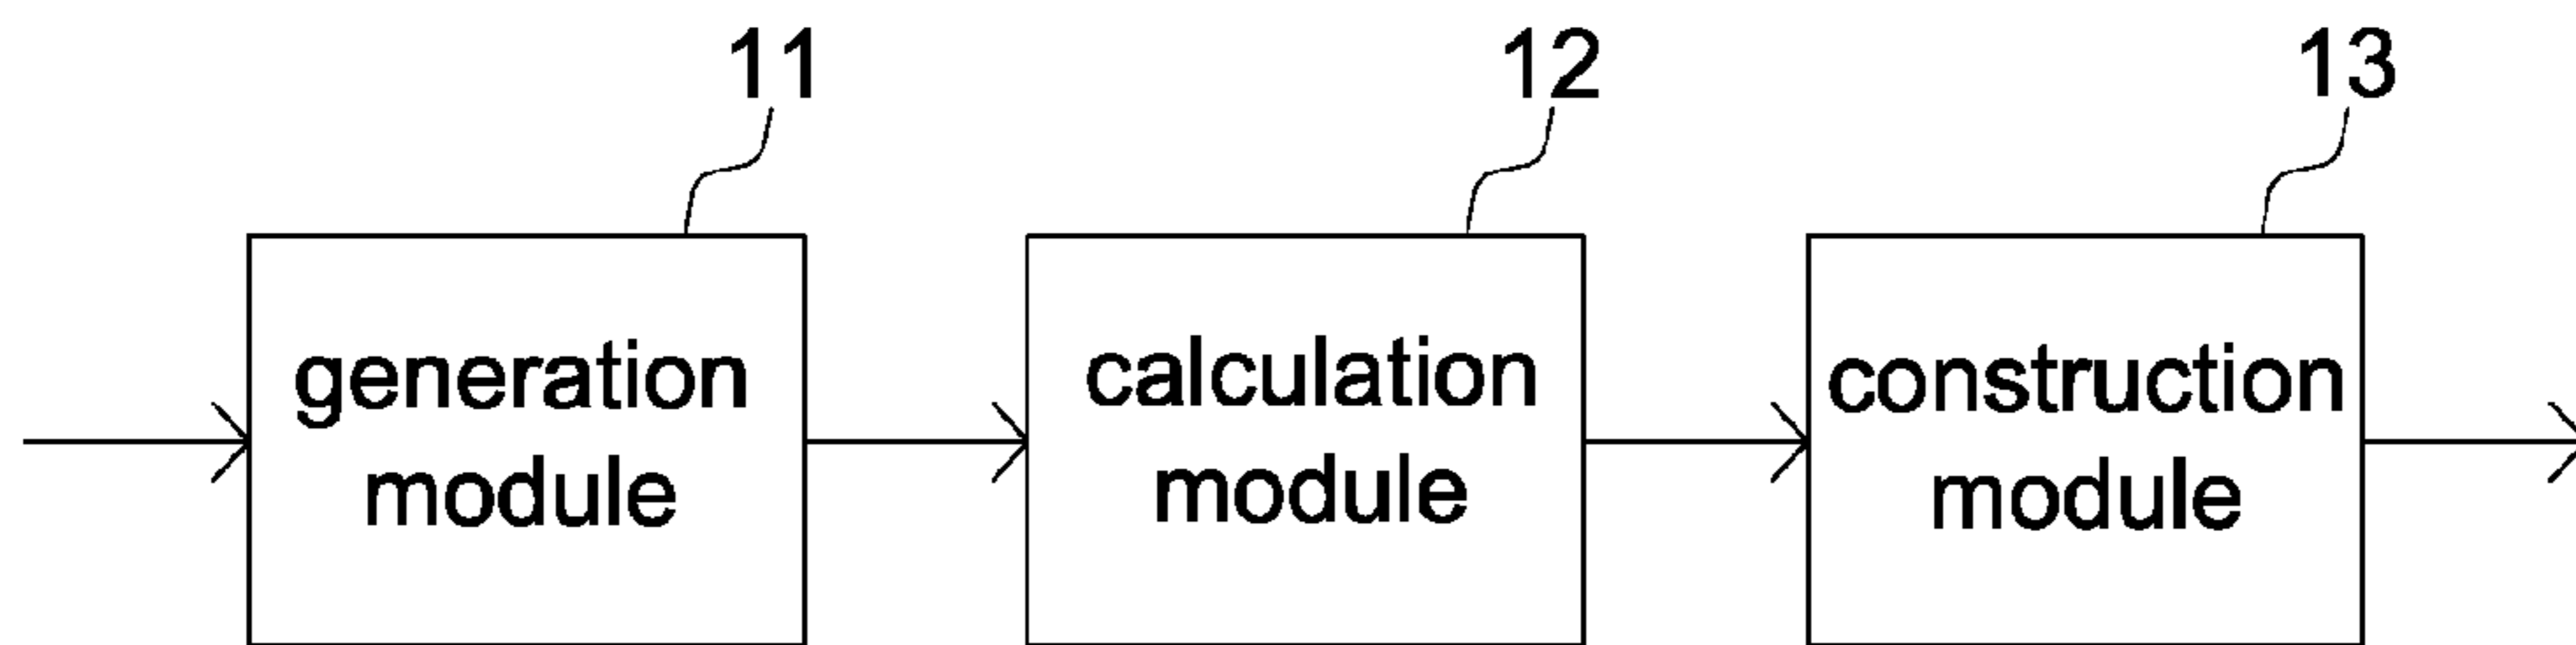 11
12
13
generation
module
calculation
module
construction
module